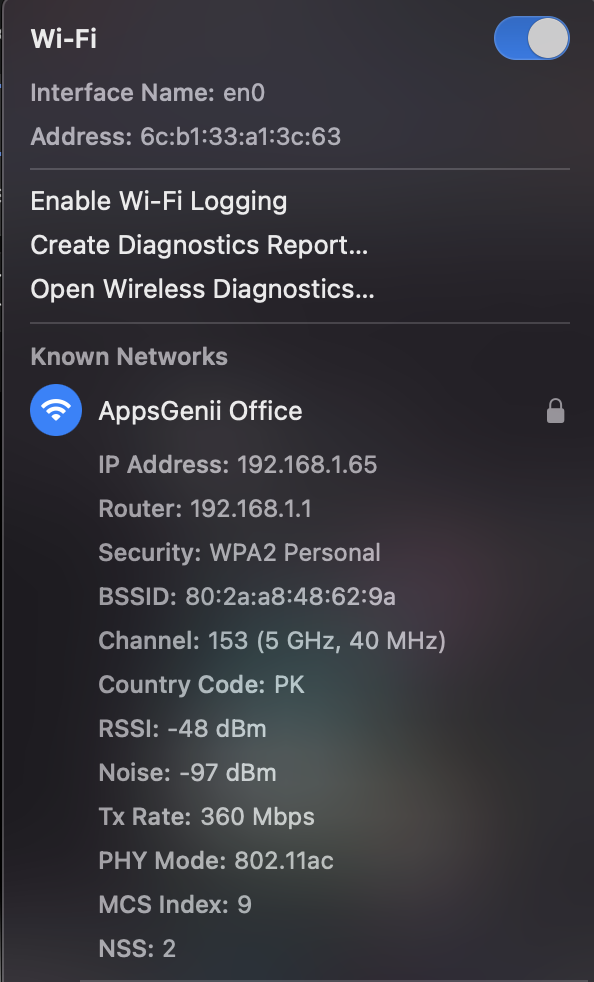 Wi-Fi
Interface Name: en0
Address: 6c:b1:33:a1:3c:63
Enable Wi-Fi Logging
Create Diagnostics Report...
Open Wireless Diagnostics...
Known Networks
AppsGenii Office
IP Address: 192.168.1.65
Router: 192.168.1.1
Security: WPA2 Personal
BSSID: 80:2a:a8:48:62:9a
Channel: 153 (5 GHz, 40 MHz)
Country Code: PK
RSSI: -48 dBm
Noise: -97 dBm
Tx Rate: 360 Mbps
PHY Mode: 802.11ac
MCS Index: 9
NSS: 2